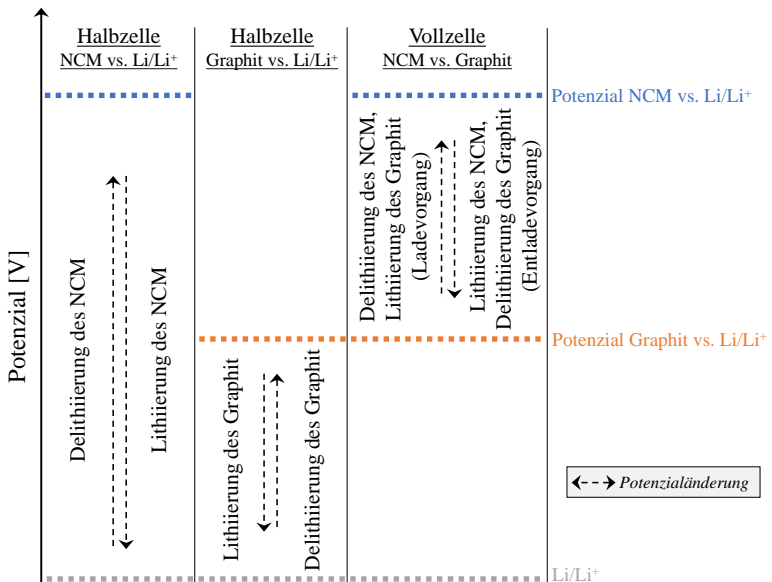 Halbzelle
NCM vs. Li/Li⁺
Halbzelle
Graphit vs. Li/Li⁺
Vollzelle
NCM vs. Graphit
Potenzial [V]
Delithiierung des NCM
Lithiierung des NCM
Lithiierung des Graphit
Delithiierung des Graphit
Delithiierung des NCM,
Lithiierung des Graphit
(Ladevorgang)
Lithiierung des NCM,
Delithiierung des Graphit
(Entladevorgang)
Potenzial NCM vs. Li/Li⁺
Potenzial Graphit vs. Li/Li⁺
Potenzialänderung
Li/Li⁺